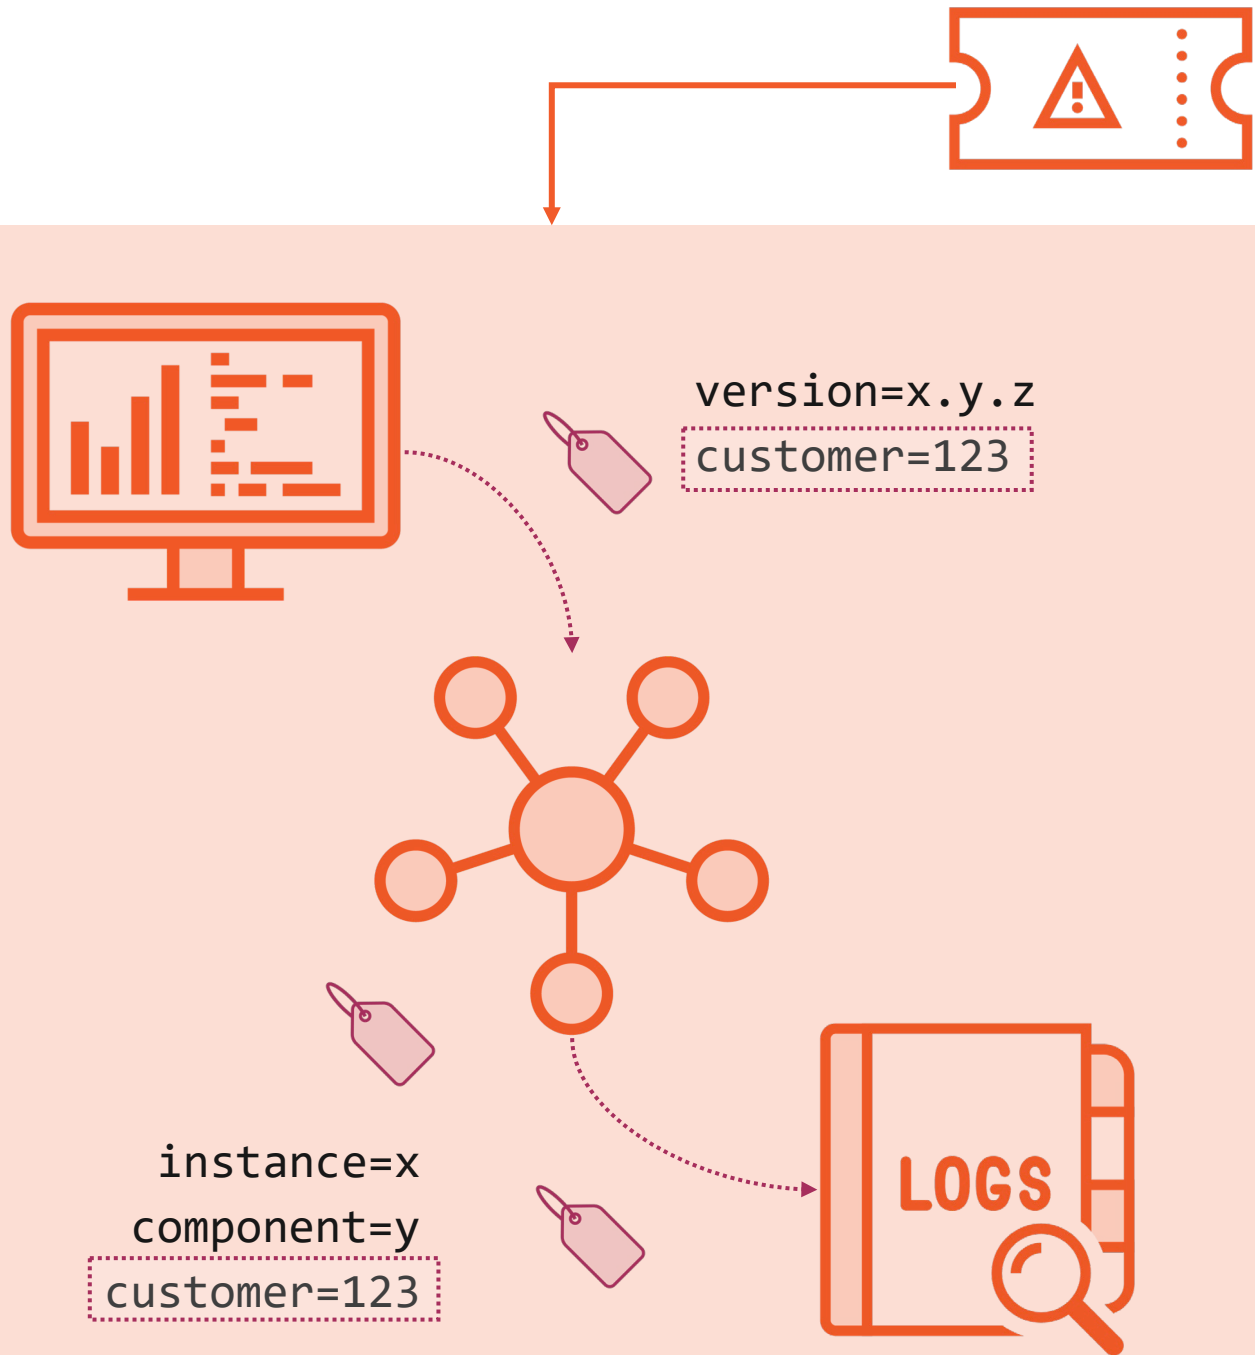 version=x.y.z
customer=123
LOGS
instance=x
component=y
customer=123